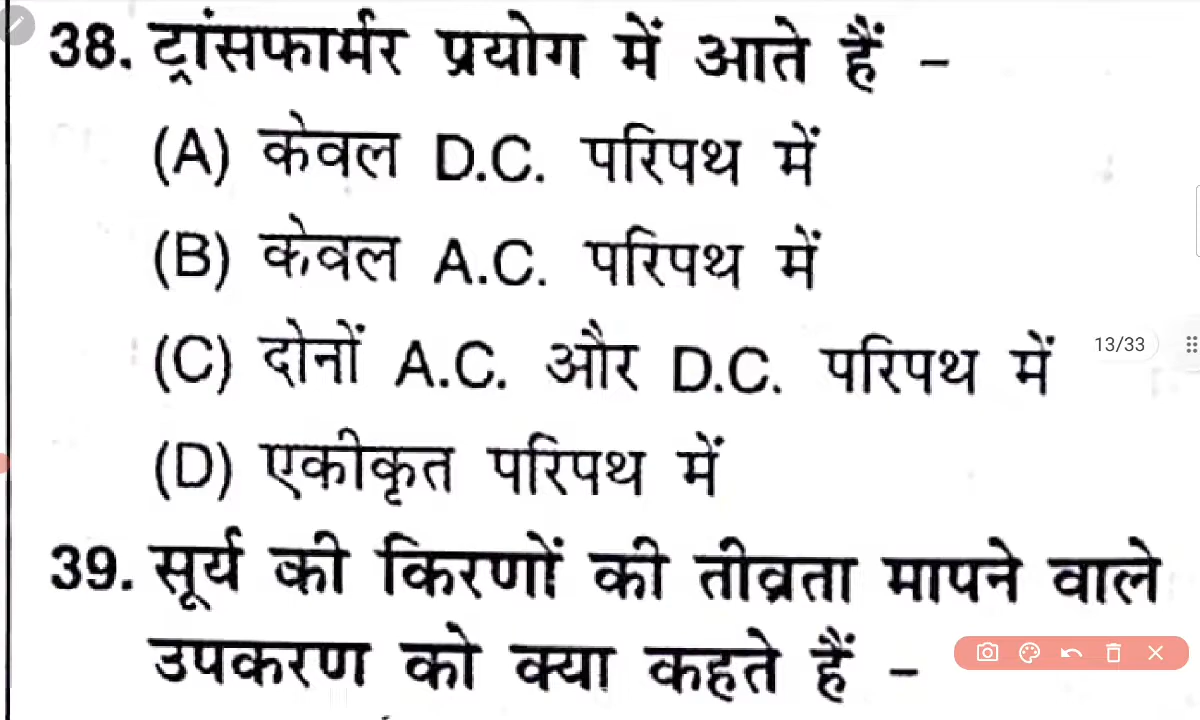 38. ट्रांसफार्मर प्रयोग में आते हैं -
(A) केवल D.C. परिपथ में
(B) केवल A.C. परिपथ में
(C) दोनों A.C. और D.C. परिपथ में
13/33
(D) एकीकृत परिपथ में
39. सूर्य की किरणों की तीव्रता मापने वाले
उपकरण को क्या कहते हैं -